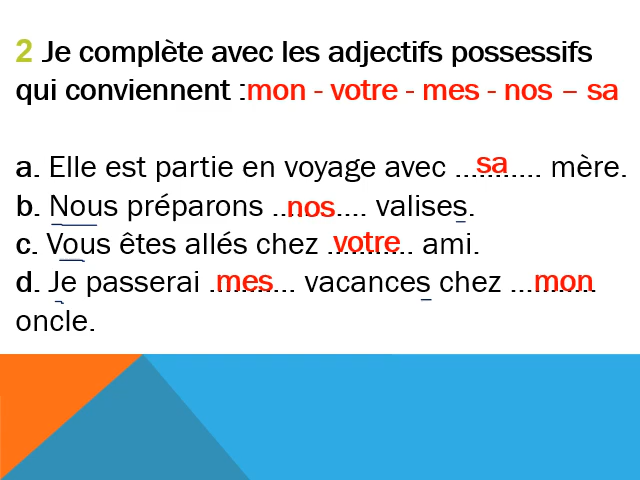 2 Je complète avec les adjectifs possessifs
qui conviennent :mon - votre - mes - nos – sa
a. Elle est partie en voyage avec ....sa...... mère.
b. Nous préparons ..nos.... valises.
c. Vous êtes allés chez .votre.. ami.
d. Je passerai .mes... vacances chez ...mon
oncle.